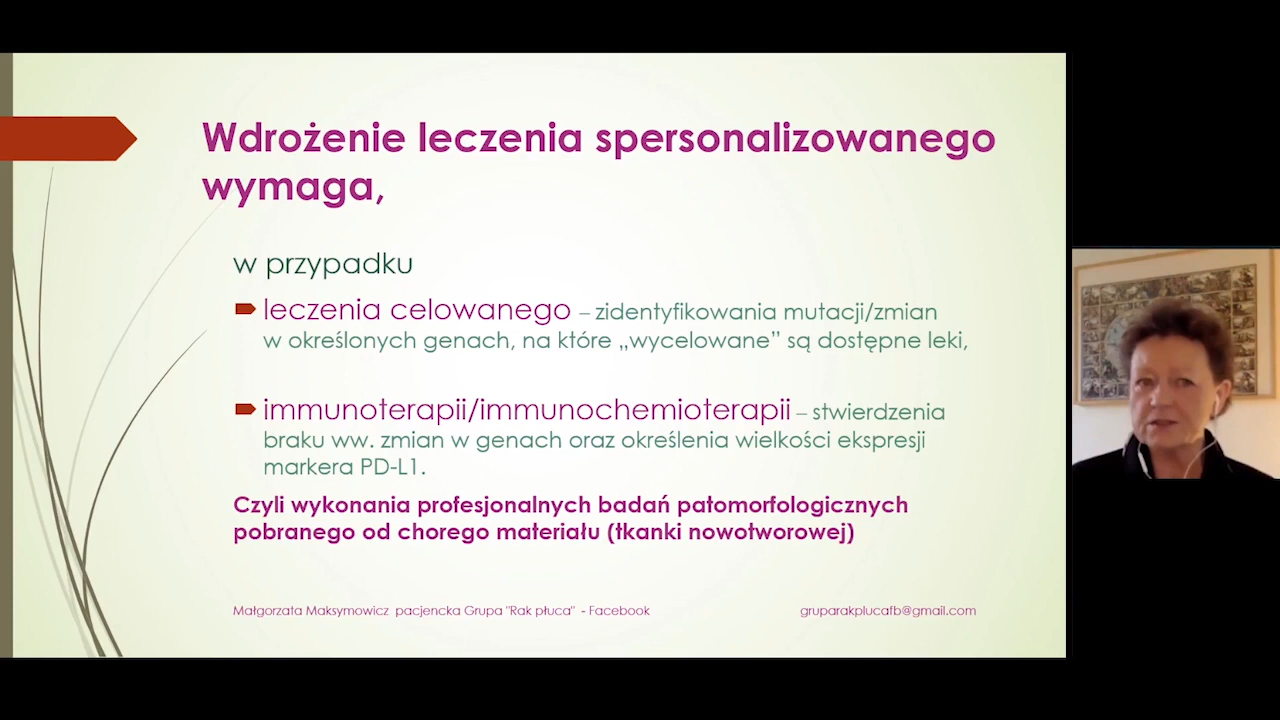 Wdrożenie leczenia spersonalizowanego
wymaga,
w przypadku
leczenia celowanego – zidentyfikowania mutacji/zmian
w określonych genach, na które „wycelowane” są dostępne leki,
immunoterapii/immunochemioterapii – stwierdzenia
braku ww. zmian w genach oraz określenia wielkości ekspresji
markera PD-L1.
Czyli wykonania profesjonalnych badań patomorfologicznych
pobranego od chorego materiału (tkanki nowotworowej)
Małgorzata Maksymowicz pacjencka Grupa "Rak płuca" - Facebook
gruparakplucafb@gmail.com